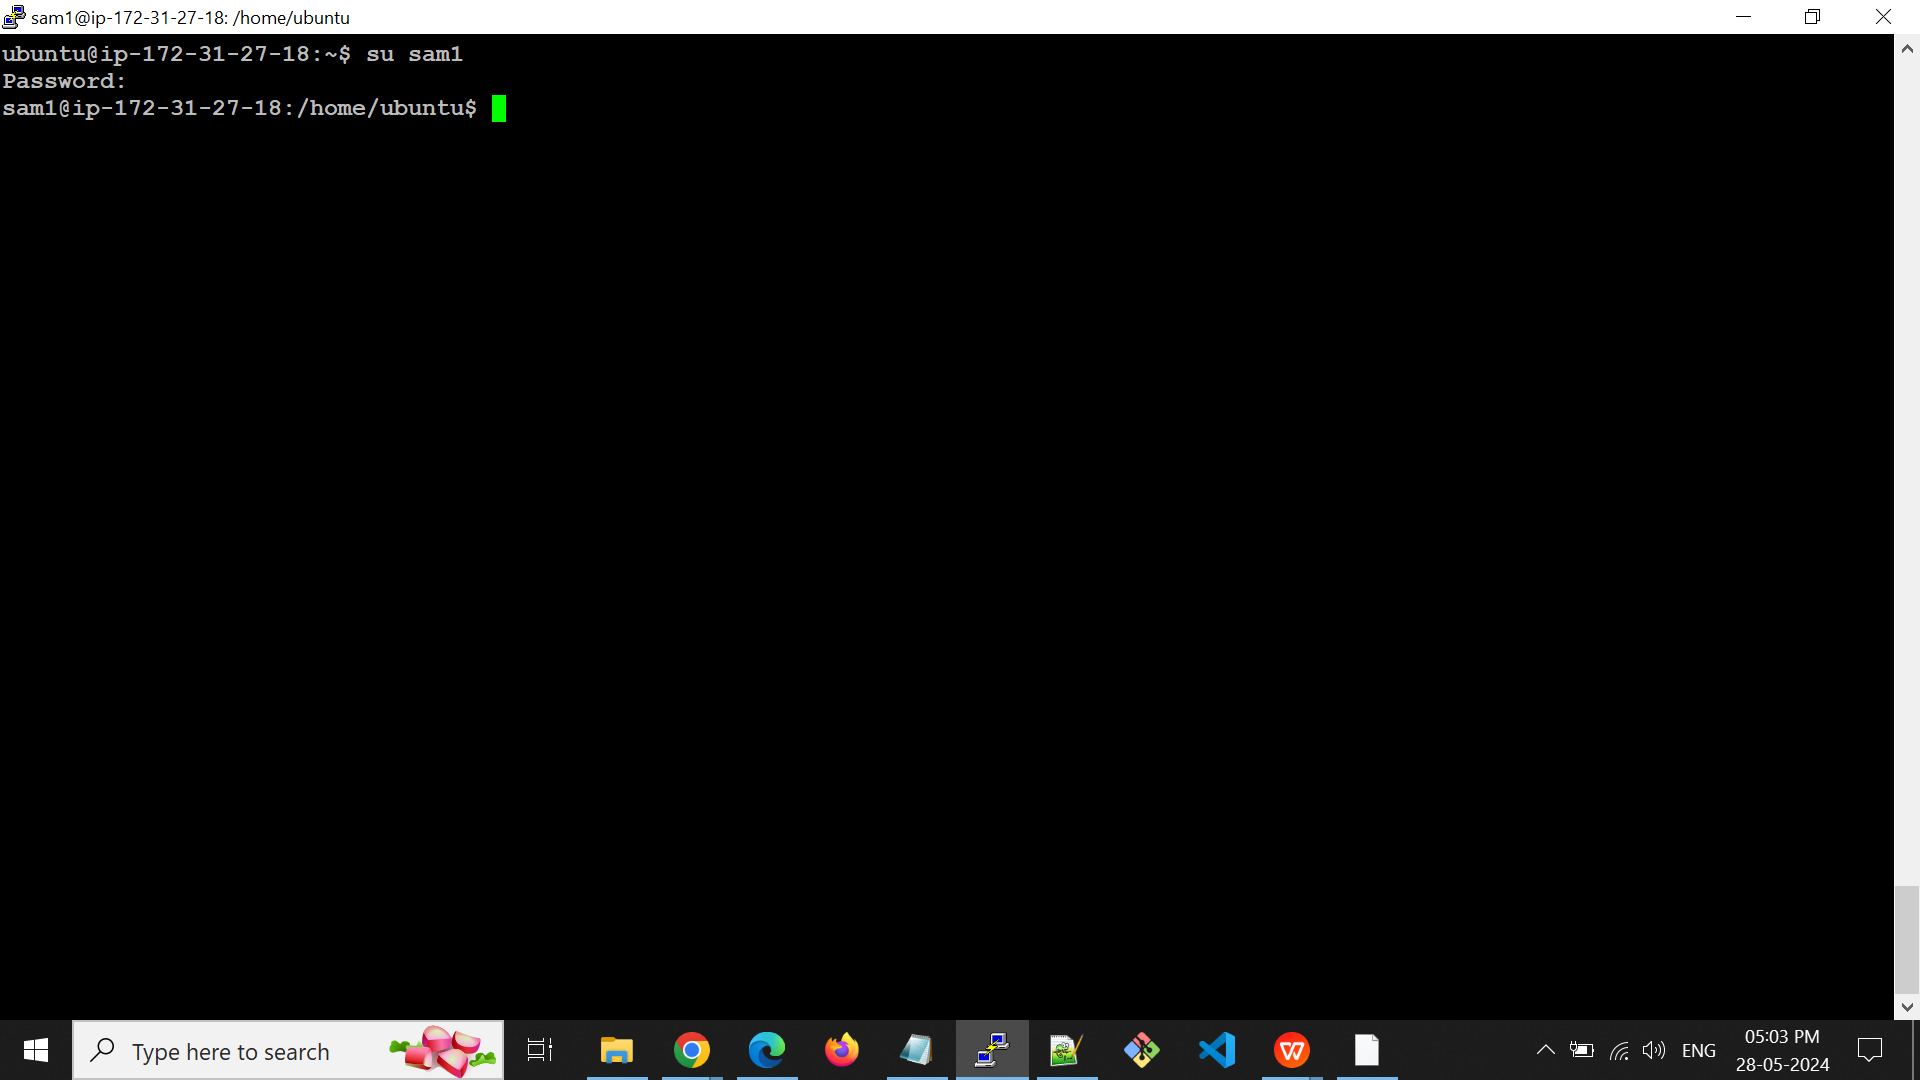 sam1@ip-172-31-27-18: /home/ubuntu
ubuntu@ip-172-31-27-18:~$ su sam1
Password:
sam1@ip-172-31-27-18:/home/ubuntu$
Type here to search
W
ENG
05:03 PM
28-05-2024